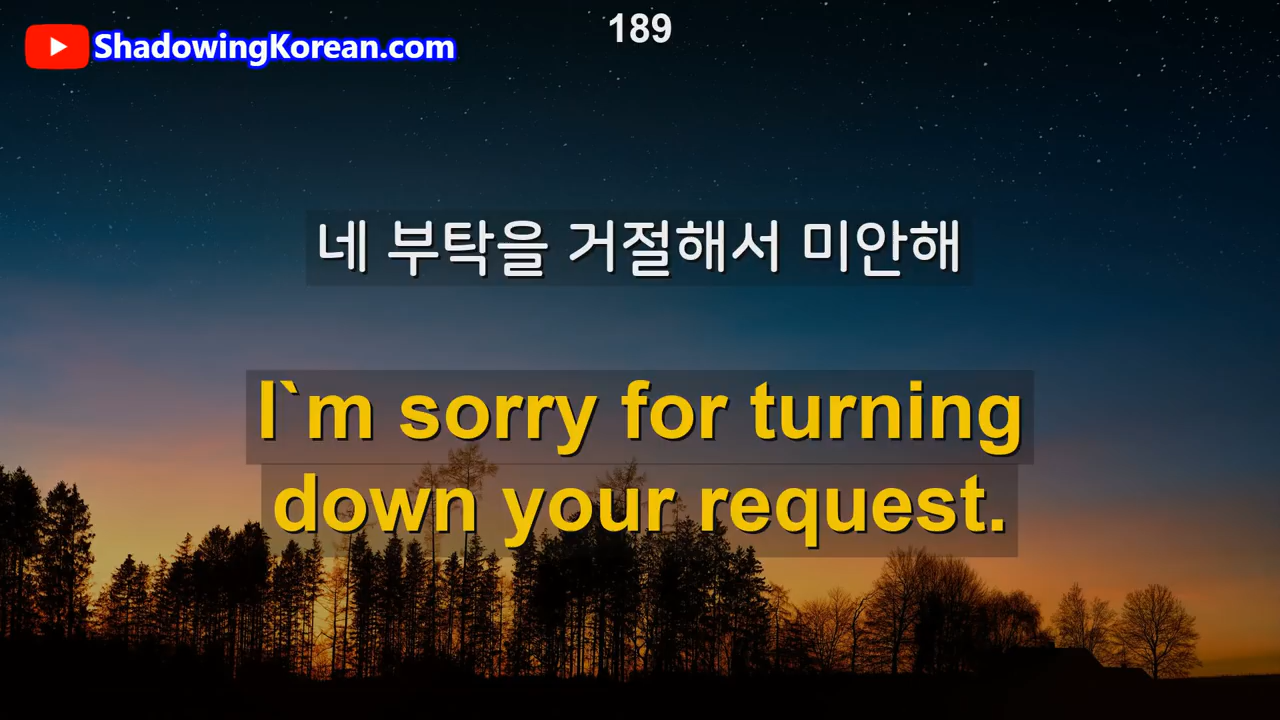 189
ShadowingKorean.com
네 부탁을 거절해서 미안해
I`m sorry for turning
down your request.